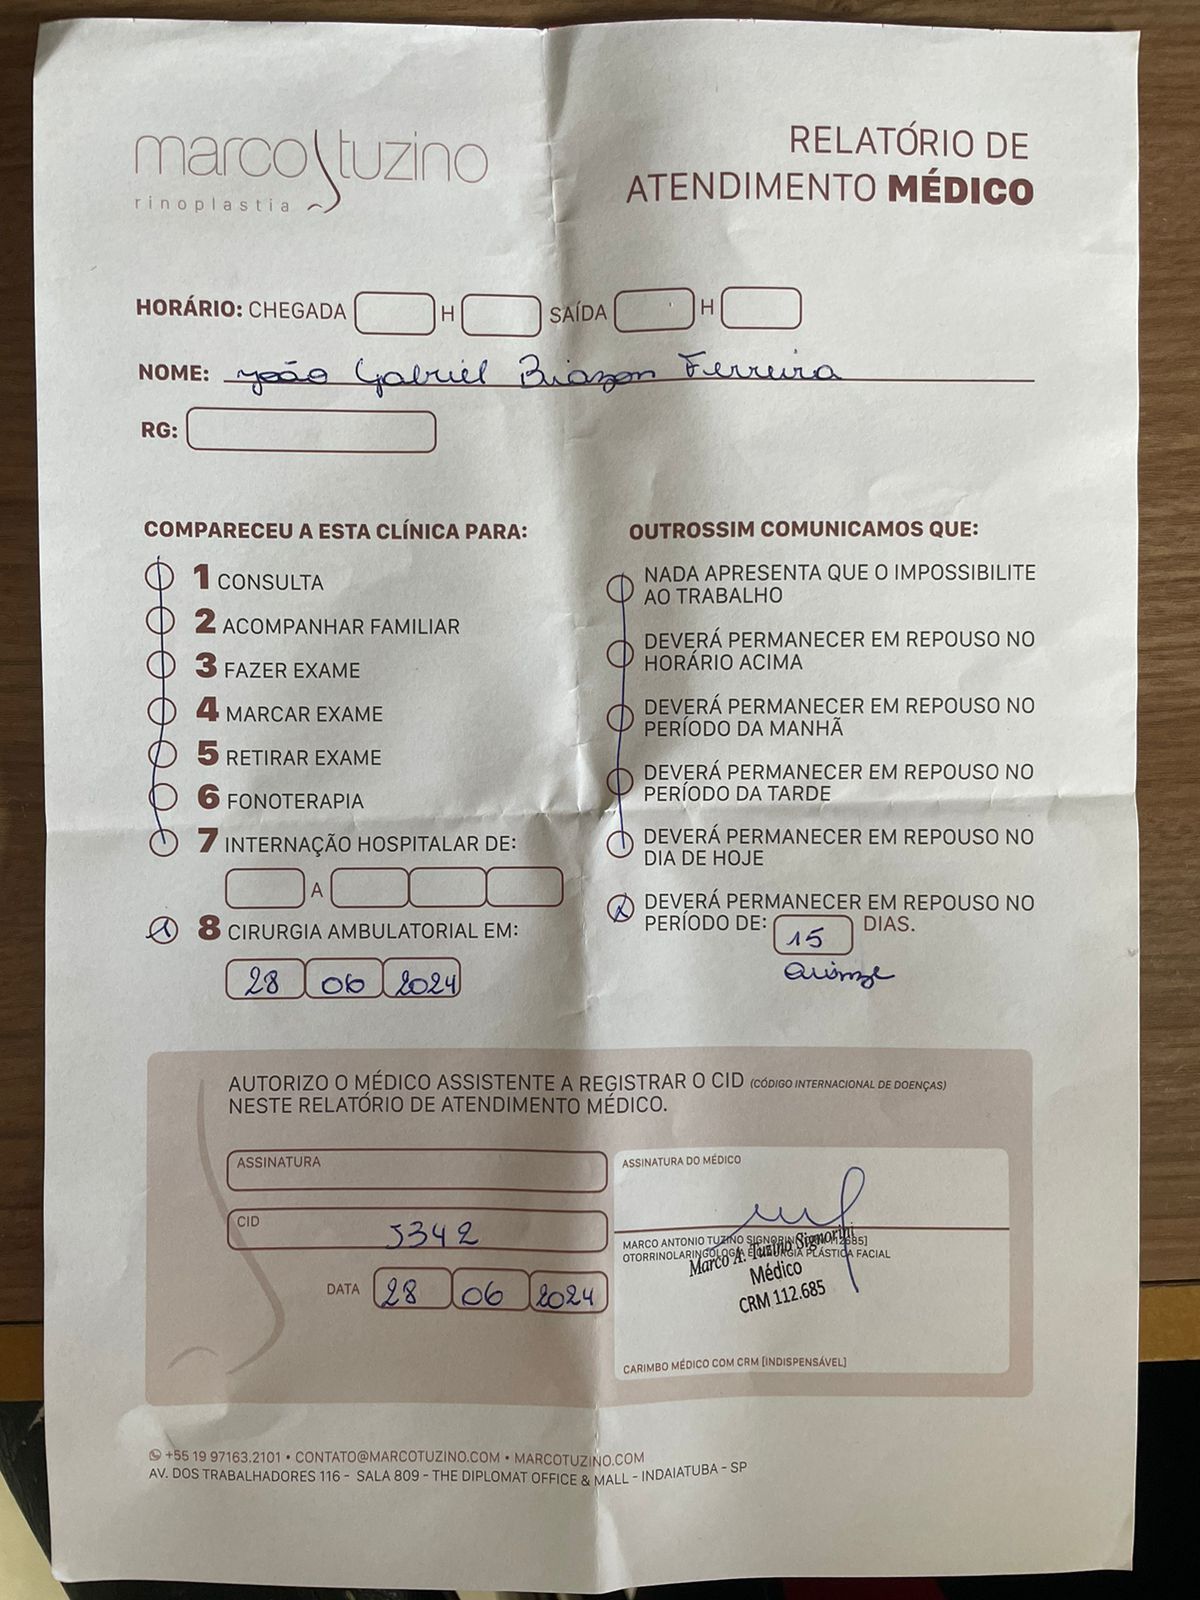 marco tuzino
rinoplastia
RELATÓRIO DE
ATENDIMENTO MÉDICO
HORÁRIO: CHEGADA H SAÍDA H
NOME: João Gabriel Biazon Ferreira
RG:
COMPARECEU A ESTA CLÍNICA PARA:
1 CONSULTA
2 ACOMPANHAR FAMILIAR
3 FAZER EXAME
4 MARCAR EXAME
5 RETIRAR EXAME
6 FONOTERAPIA
7 INTERNAÇÃO HOSPITALAR DE:
A
8 CIRURGIA AMBULATORIAL EM:
28 06 2024
OUTROSSIM COMUNICAMOS QUE:
NADA APRESENTA QUE O IMPOSSIBILITE
AO TRABALHO
DEVERÁ PERMANECER EM REPOUSO NO
HORÁRIO ACIMA
DEVERÁ PERMANECER EM REPOUSO NO
PERÍODO DA MANHÃ
DEVERÁ PERMANECER EM REPOUSO NO
PERÍODO DA TARDE
DEVERÁ PERMANECER EM REPOUSO NO
DIA DE HOJE
DEVERÁ PERMANECER EM REPOUSO NO
PERÍODO DE: 15 DIAS.
Quinze
AUTORIZO O MÉDICO ASSISTENTE A REGISTRAR O CID (CÓDIGO INTERNACIONAL DE DOENÇAS)
NESTE RELATÓRIO DE ATENDIMENTO MÉDICO.
ASSINATURA
CID J342
DATA 28 06 2024
ASSINATURA DO MÉDICO
MARCO ANTONIO TUZINO SIGNORINI 112685]
OTORRINOLARINGOLOGIA E CIRURGIA PLÁSTICA FACIAL
Marco A. Tuzino Signorini
Médico
CRM 112.685
CARIMBO MÉDICO COM CRM [INDISPENSÁVEL]
+55 19 97163.2101 • CONTATO@MARCOTUZINO.COM • MARCOTUZINO.COM
AV. DOS TRABALHADORES 116 - SALA 809 - THE DIPLOMAT OFFICE & MALL - INDAIATUBA - SP